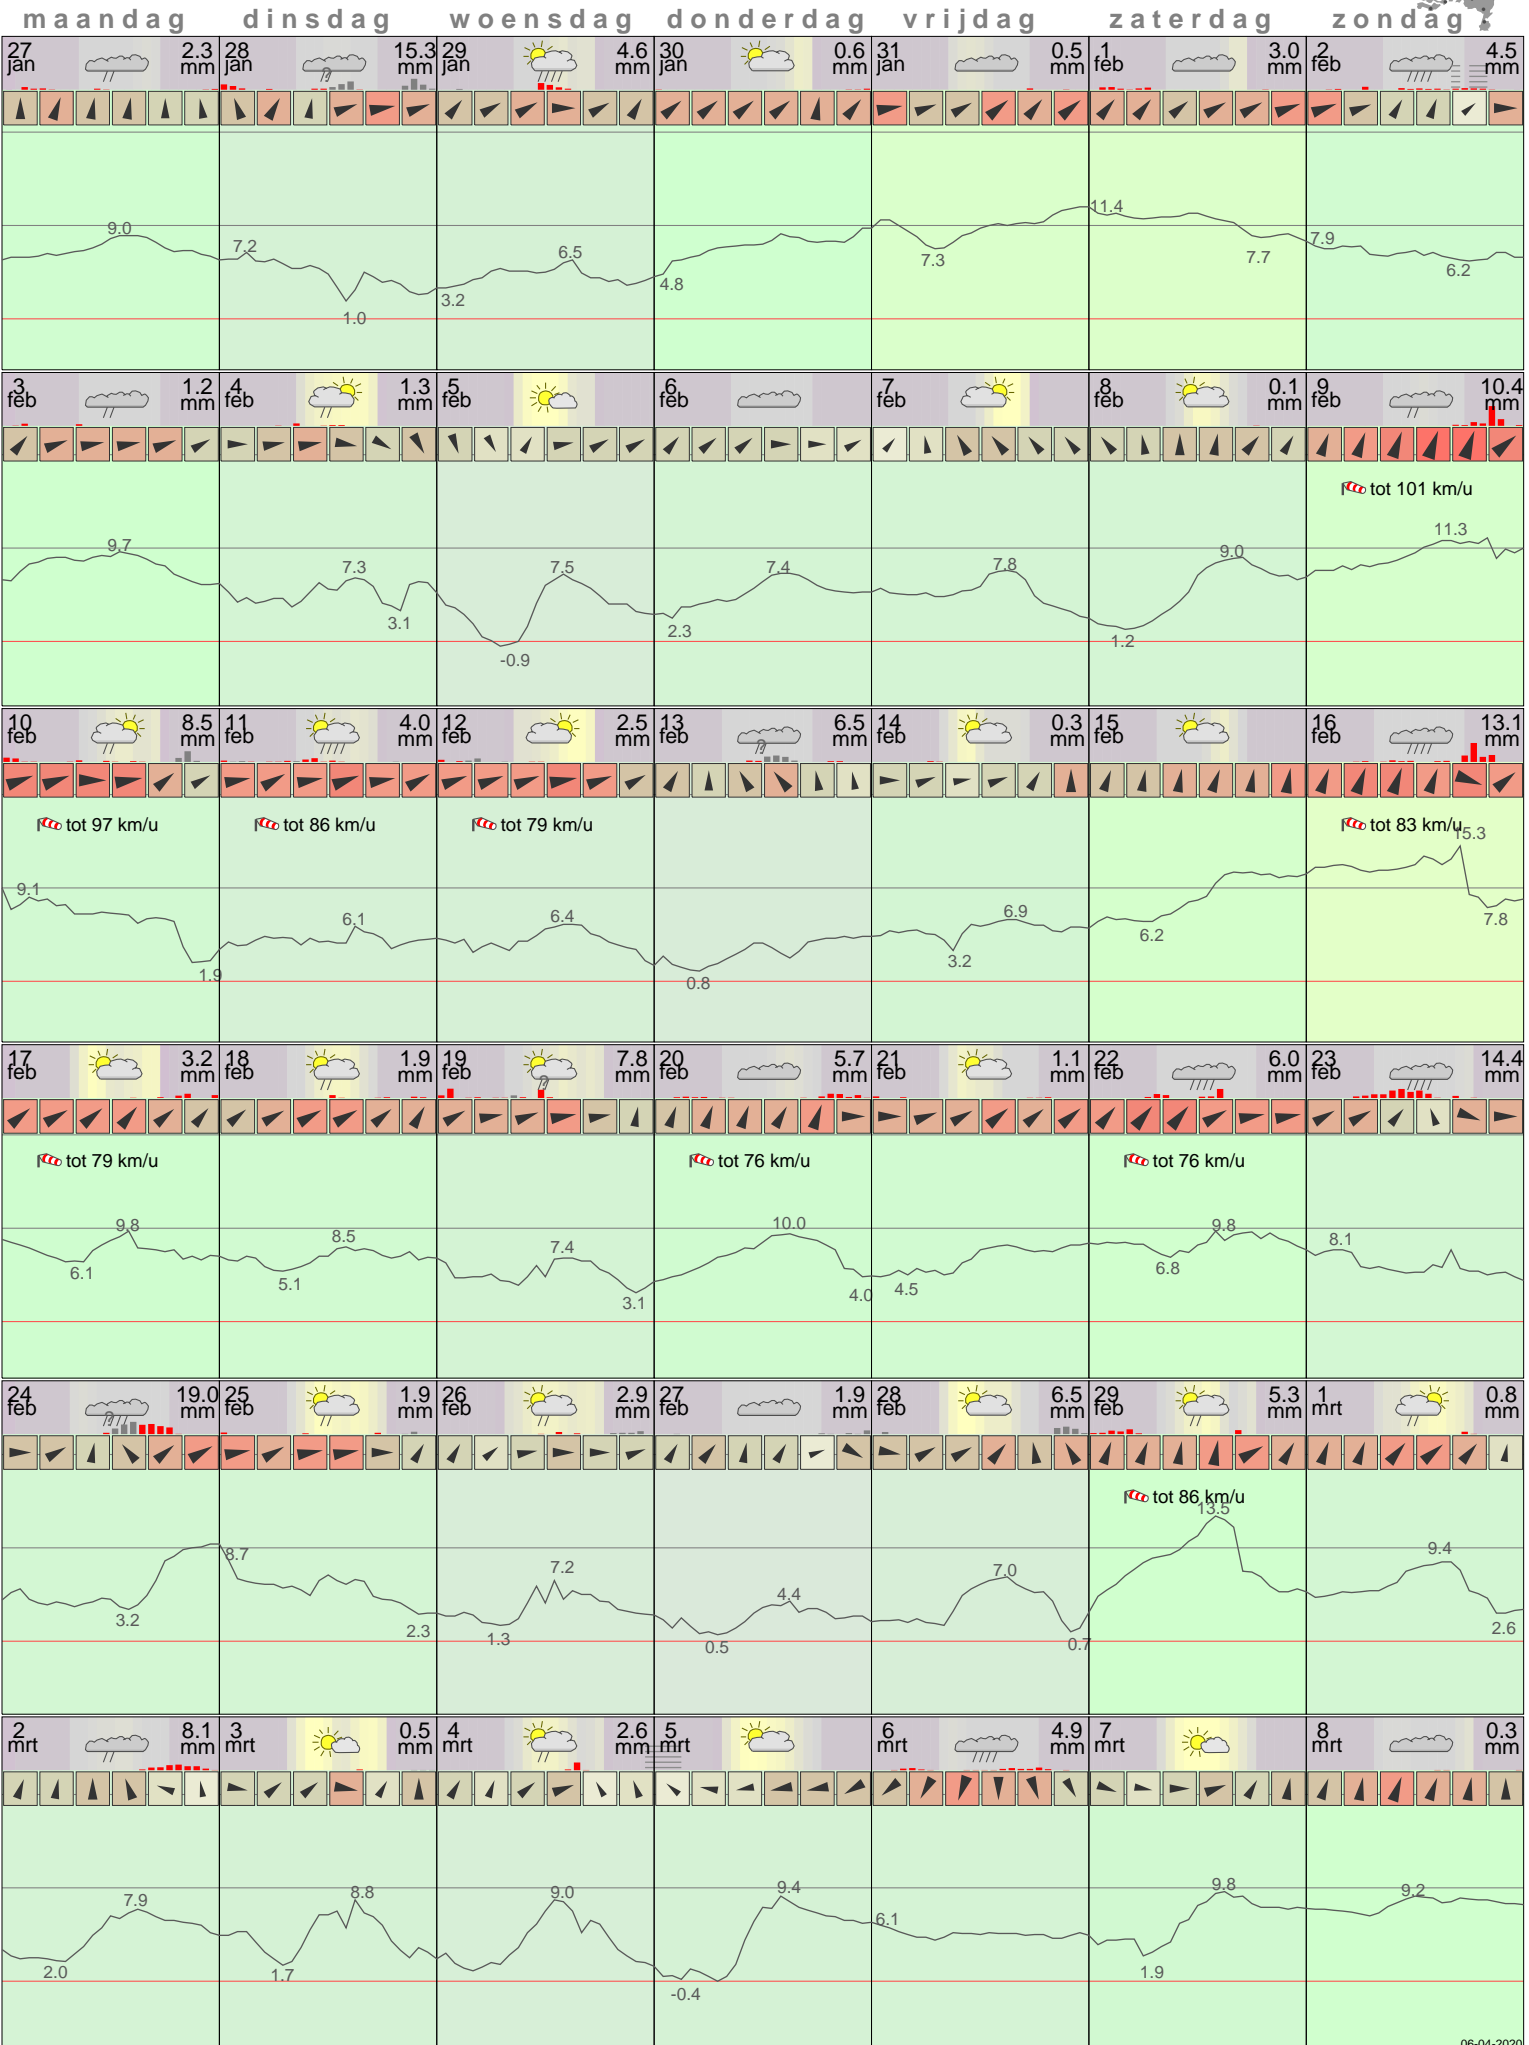 maandag dinsdag woensdag donderdag vrijdag zaterdag zondag
27 jan 2.3 mm 28 jan 15.3 mm 29 jan 4.6 mm 30 jan 0.6 mm 31 jan 0.5 mm 1 feb 3.0 mm 2 feb 4.5 mm
?
9.0 7.2 1.0 3.2 6.5 4.8 7.3 11.4 7.7 7.9 6.2
3 feb 1.2 mm 4 feb 1.3 mm 5 feb 6 feb 7 feb 8 feb 0.1 mm 9 feb 10.4 mm
tot 101 km/u
9.7 7.3 3.1 -0.9 7.5 2.3 7.4 7.8 1.2 9.0 11.3
10 feb 8.5 mm 11 feb 4.0 mm 12 feb 2.5 mm 13 feb 6.5 mm 14 feb 0.3 mm 15 feb 16 feb 13.1 mm
?
tot 97 km/u tot 86 km/u tot 79 km/u tot 83 km/u
9.1 1.9 6.1 6.4 0.8 3.2 6.9 6.2 15.3 7.8
17 feb 3.2 mm 18 feb 1.9 mm 19 feb 7.8 mm 20 feb 5.7 mm 21 feb 1.1 mm 22 feb 6.0 mm 23 feb 14.4 mm
?
tot 79 km/u tot 76 km/u tot 76 km/u
6.1 9.8 5.1 8.5 7.4 3.1 10.0 4.0 4.5 6.8 9.8 8.1
24 feb 19.0 mm 25 feb 1.9 mm 26 feb 2.9 mm 27 feb 1.9 mm 28 feb 6.5 mm 29 feb 5.3 mm 1 mrt 0.8 mm
?
tot 86 km/u
3.2 8.7 2.3 1.3 7.2 0.5 4.4 7.0 0.7 13.5 9.4 2.6
2 mrt 8.1 mm 3 mrt 0.5 mm 4 mrt 2.6 mm 5 mrt 6 mrt 4.9 mm 7 mrt 8 mrt 0.3 mm
2.0 7.9 1.7 8.8 9.0 -0.4 9.4 6.1 1.9 9.8 9.2
06-04-2020